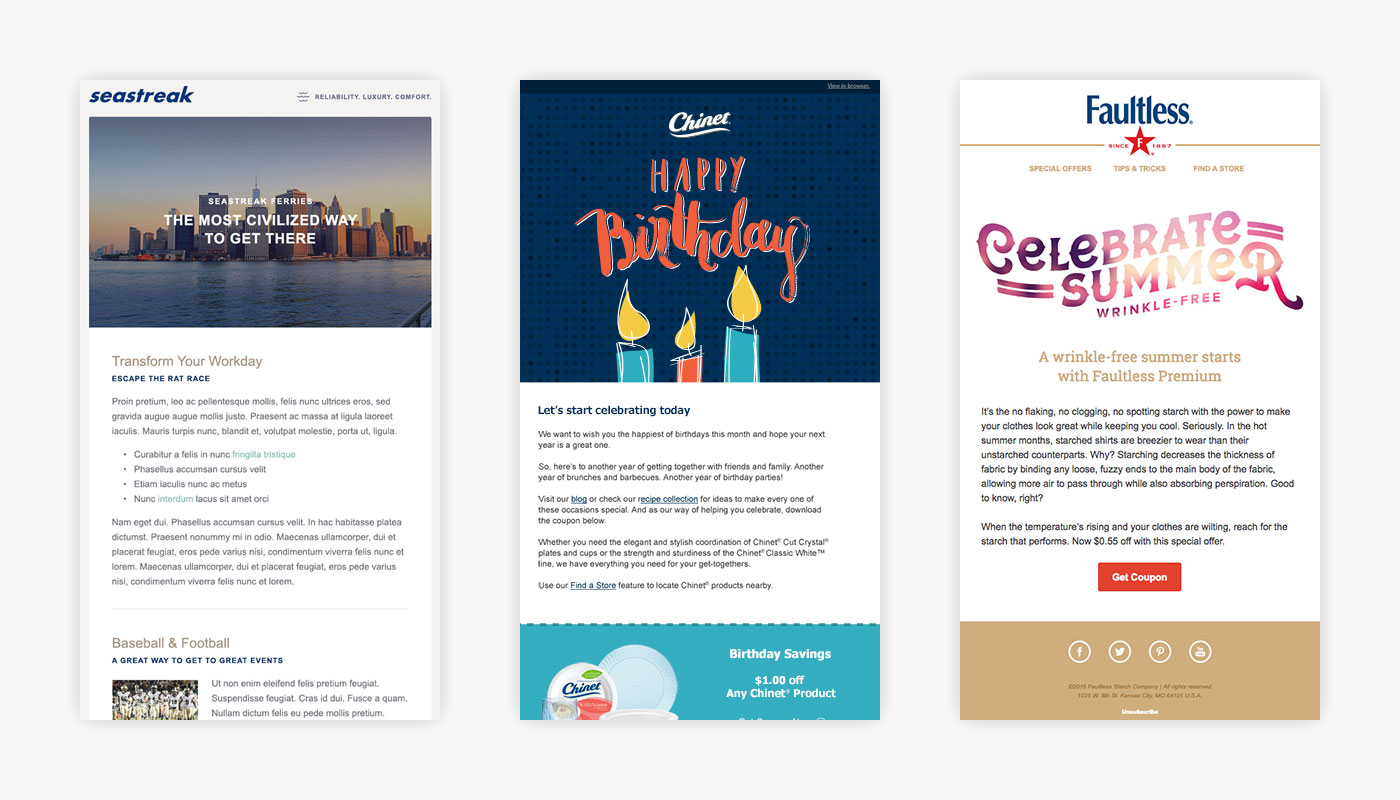 seastreak
RELIABILITY. LUXURY. COMFORT.
SEASTREAK FERRIES
THE MOST CIVILIZED WAY
TO GET THERE
Transform Your Workday
ESCAPE THE RAT RACE
Proin pretium, leo ac pellentesque mollis, felis nunc ultrices eros, sed
gravida augue augue mollis justo. Praesent ac massa at ligula laoreet
iaculis. Mauris turpis nunc, blandit et, volutpat molestie, porta ut, ligula.
• Curabitur a felis in nunc fringilla tristique
• Phasellus accumsan cursus velit
• Etiam iaculis nunc ac metus
• Nunc interdum lacus sit amet orci
Nam eget dui. Phasellus accumsan cursus velit. In hac habitasse platea
dictumst. Praesent nonummy mi in odio. Maecenas ullamcorper, dui et
placerat feugiat, eros pede varius nisi, condimentum viverra felis nunc et
lorem. Maecenas ullamcorper, dui et placerat feugiat, eros pede varius
nisi, condimentum viverra felis nunc et lorem.
Baseball & Football
A GREAT WAY TO GET TO GREAT EVENTS
Ut non enim eleifend felis pretium feugiat.
Suspendisse feugiat. Cras id dui. Fusce a quam.
Nullam dictum felis eu pede mollis pretium.
View in browser.
Chinet
HAPPY
Birthday
Let's start celebrating today
We want to wish you the happiest of birthdays this month and hope your next
year is a great one.
So, here's to another year of getting together with friends and family. Another
year of brunches and barbecues. Another year of birthday parties!
Visit our blog or check our recipe collection for ideas to make every one of
these occasions special. And as our way of helping you celebrate, download
the coupon below.
Whether you need the elegant and stylish coordination of Chinet® Cut Crystal®
plates and cups or the strength and sturdiness of the Chinet® Classic White™
line, we have everything you need for your get-togethers.
Use our Find a Store feature to locate Chinet® products nearby.
Chinet
Birthday Savings
$1.00 off
Any Chinet® Product
Faultless®
SINCE F 1887
SPECIAL OFFERS TIPS & TRICKS FIND A STORE
CELEBRATE
SUMMER
WRINKLE-FREE
A wrinkle-free summer starts
with Faultless Premium
It's the no flaking, no clogging, no spotting starch with the power to make
your clothes look great while keeping you cool. Seriously. In the hot
summer months, starched shirts are breezier to wear than their
unstarched counterparts. Why? Starching decreases the thickness of
fabric by binding any loose, fuzzy ends to the main body of the fabric,
allowing more air to pass through while also absorbing perspiration. Good
to know, right?
When the temperature's rising and your clothes are wilting, reach for the
starch that performs. Now $0.55 off with this special offer.
Get Coupon
©2016 Faultless Starch Company | All rights reserved
1025 W. 8th St. Kansas City, MO 64101 U.S.A.
Unsubscribe